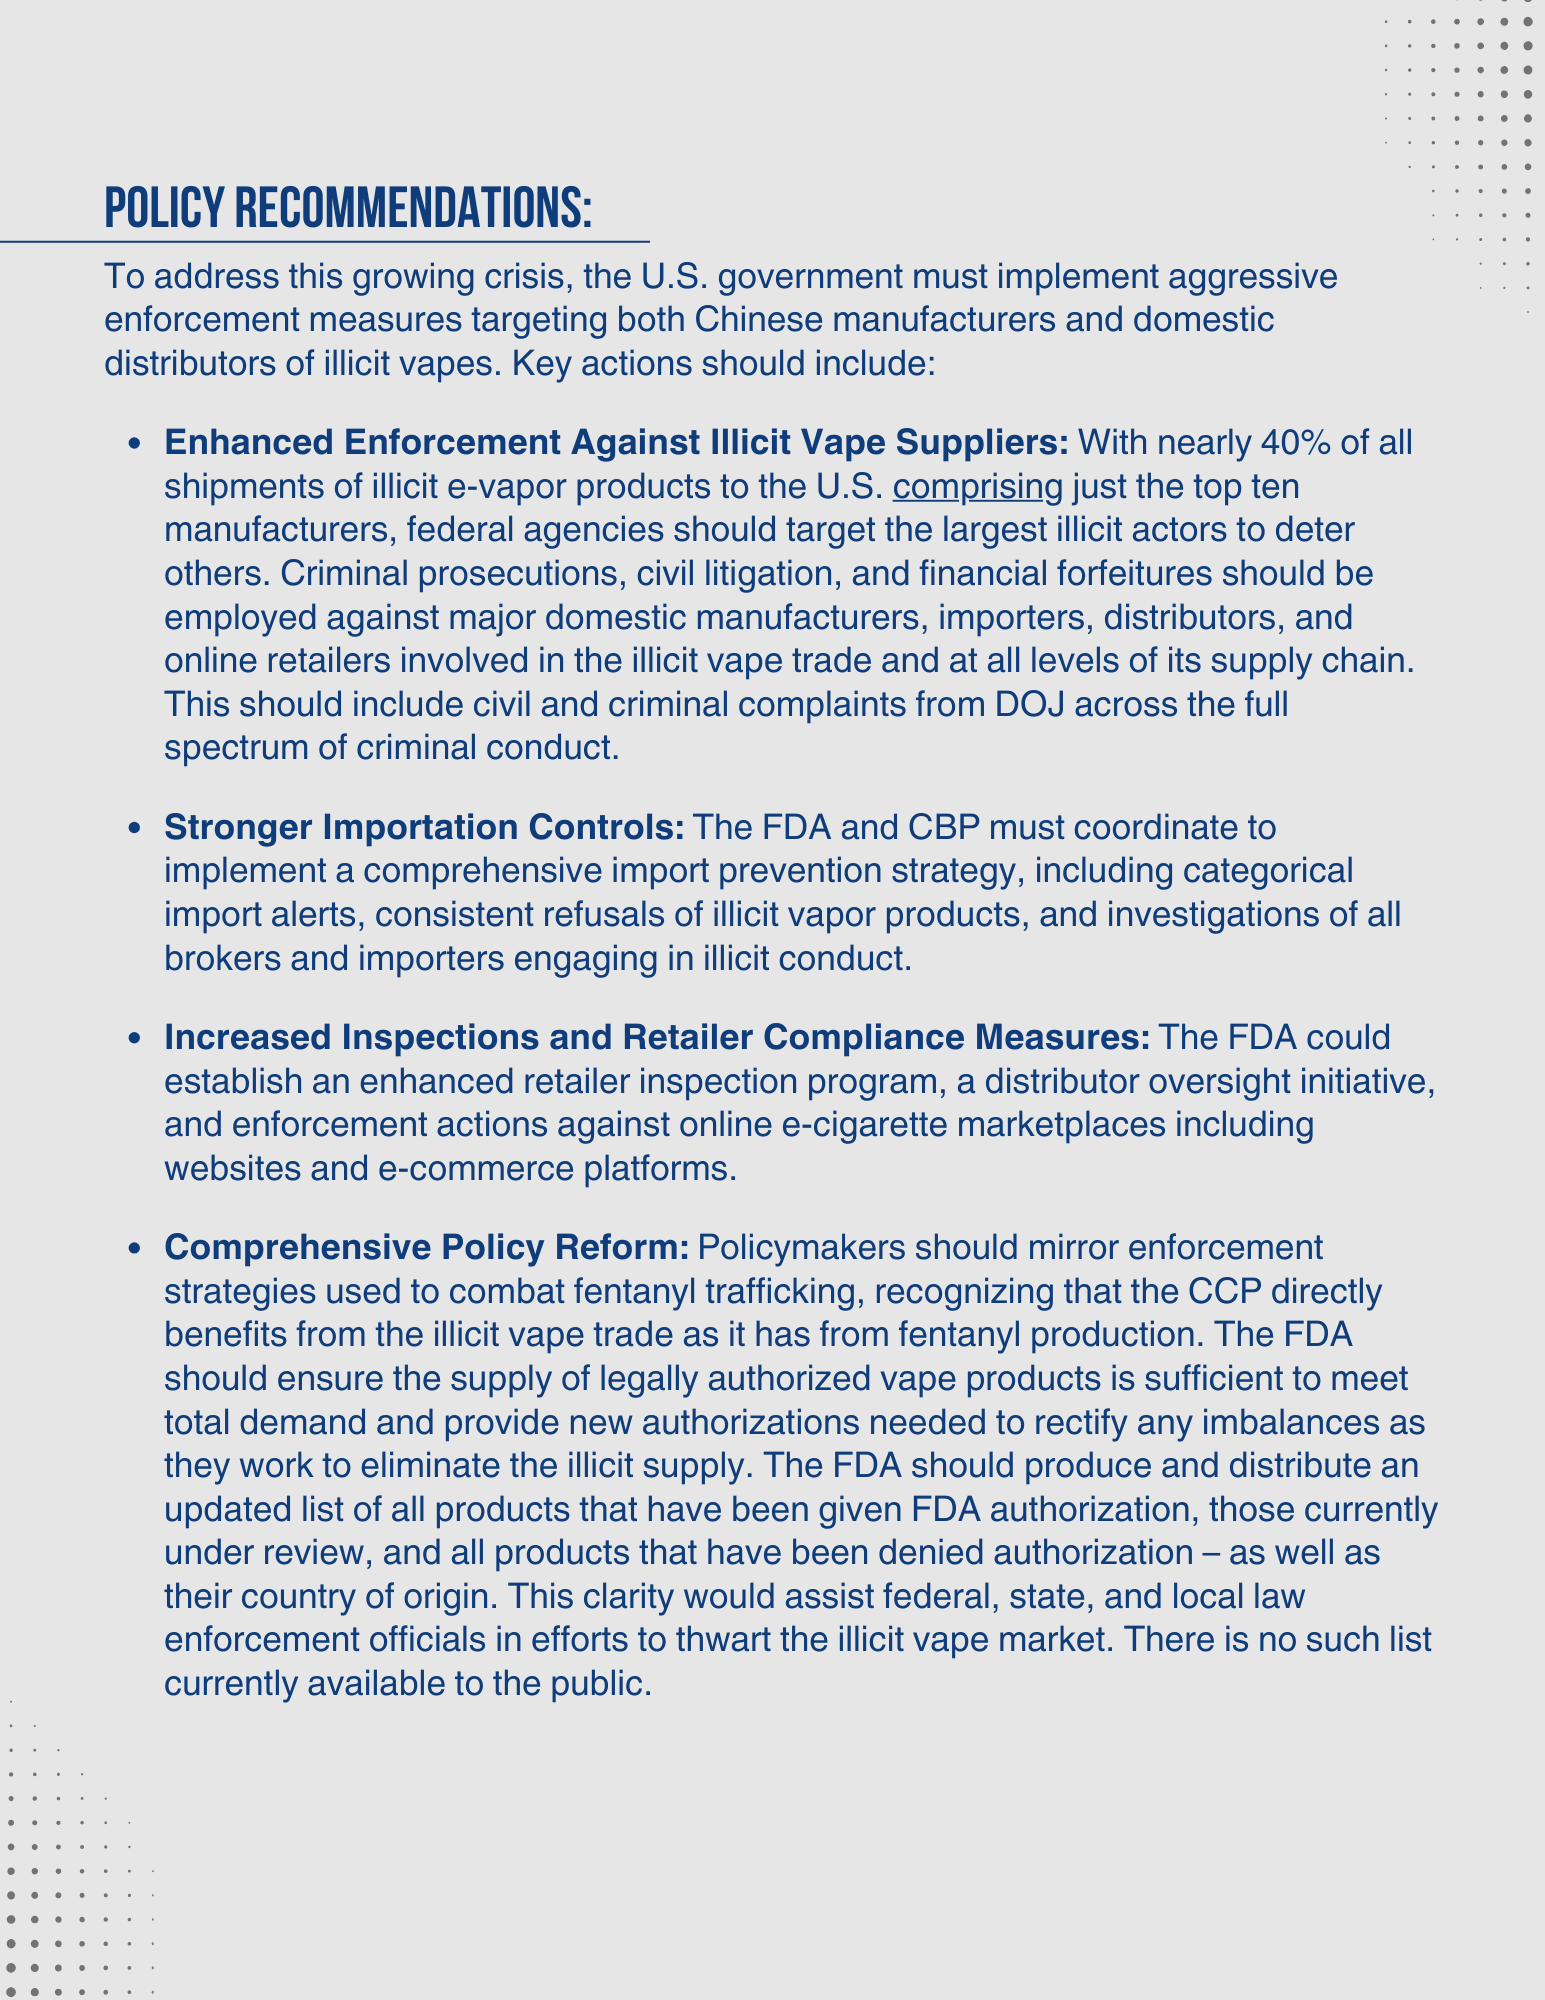 POLICY RECOMMENDATIONS:
To address this growing crisis, the U.S. government must implement aggressive
enforcement measures targeting both Chinese manufacturers and domestic
distributors of illicit vapes. Key actions should include:
• Enhanced Enforcement Against Illicit Vape Suppliers: With nearly 40% of all
shipments of illicit e-vapor products to the U.S. comprising just the top ten
manufacturers, federal agencies should target the largest illicit actors to deter
others. Criminal prosecutions, civil litigation, and financial forfeitures should be
employed against major domestic manufacturers, importers, distributors, and
online retailers involved in the illicit vape trade and at all levels of its supply chain.
This should include civil and criminal complaints from DOJ across the full
spectrum of criminal conduct.
• Stronger Importation Controls: The FDA and CBP must coordinate to
implement a comprehensive import prevention strategy, including categorical
import alerts, consistent refusals of illicit vapor products, and investigations of all
brokers and importers engaging in illicit conduct.
• Increased Inspections and Retailer Compliance Measures: The FDA could
establish an enhanced retailer inspection program, a distributor oversight initiative,
and enforcement actions against online e-cigarette marketplaces including
websites and e-commerce platforms.
• Comprehensive Policy Reform: Policymakers should mirror enforcement
strategies used to combat fentanyl trafficking, recognizing that the CCP directly
benefits from the illicit vape trade as it has from fentanyl production. The FDA
should ensure the supply of legally authorized vape products is sufficient to meet
total demand and provide new authorizations needed to rectify any imbalances as
they work to eliminate the illicit supply. The FDA should produce and distribute an
updated list of all products that have been given FDA authorization, those currently
under review, and all products that have been denied authorization – as well as
their country of origin. This clarity would assist federal, state, and local law
enforcement officials in efforts to thwart the illicit vape market. There is no such list
currently available to the public.